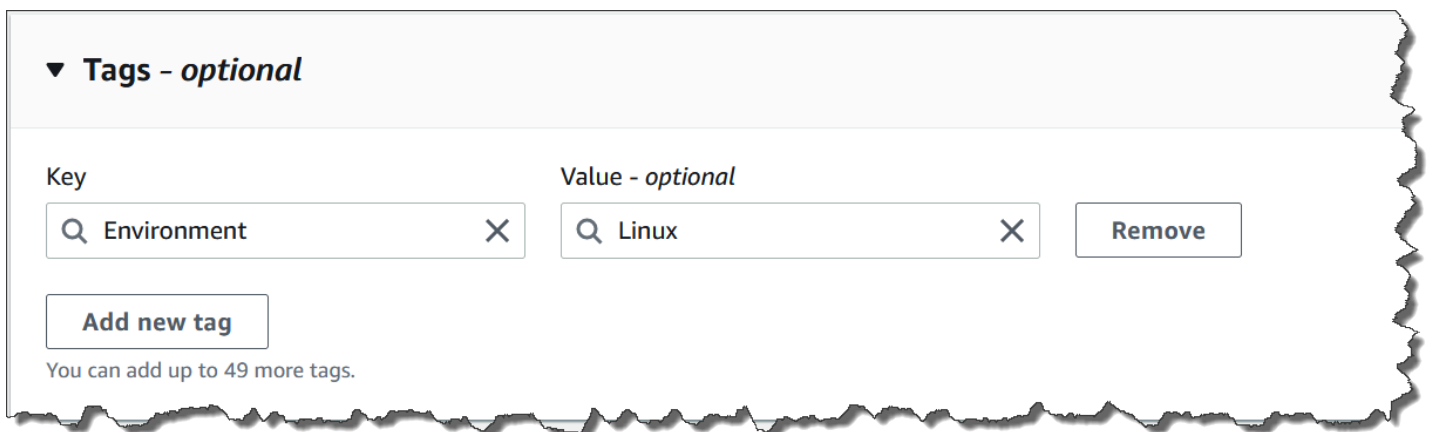 Tags - optional
Key
Value - optional
Environment
Linux
Remove
Add new tag
You can add up to 49 more tags.